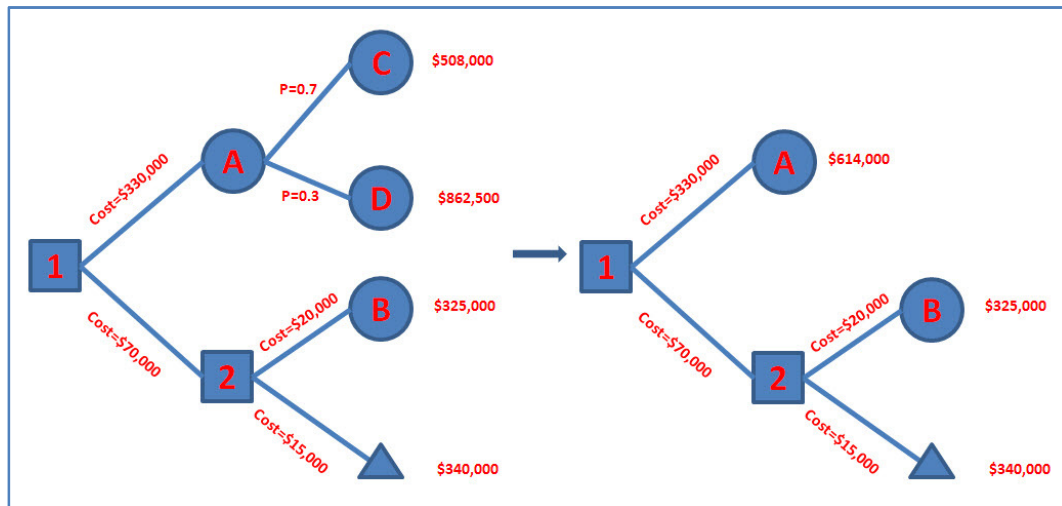 C
$508,000
P=0.7
A
Cost=$330,000
P=0.3
D
$862,500
1
Cost=$70,000
2
Cost=$20,000
B
$325,000
Cost=$15,000
$340,000
A
$614,000
Cost=$330,000
1
Cost=$70,000
2
Cost=$20,000
B
$325,000
Cost=$15,000
$340,000